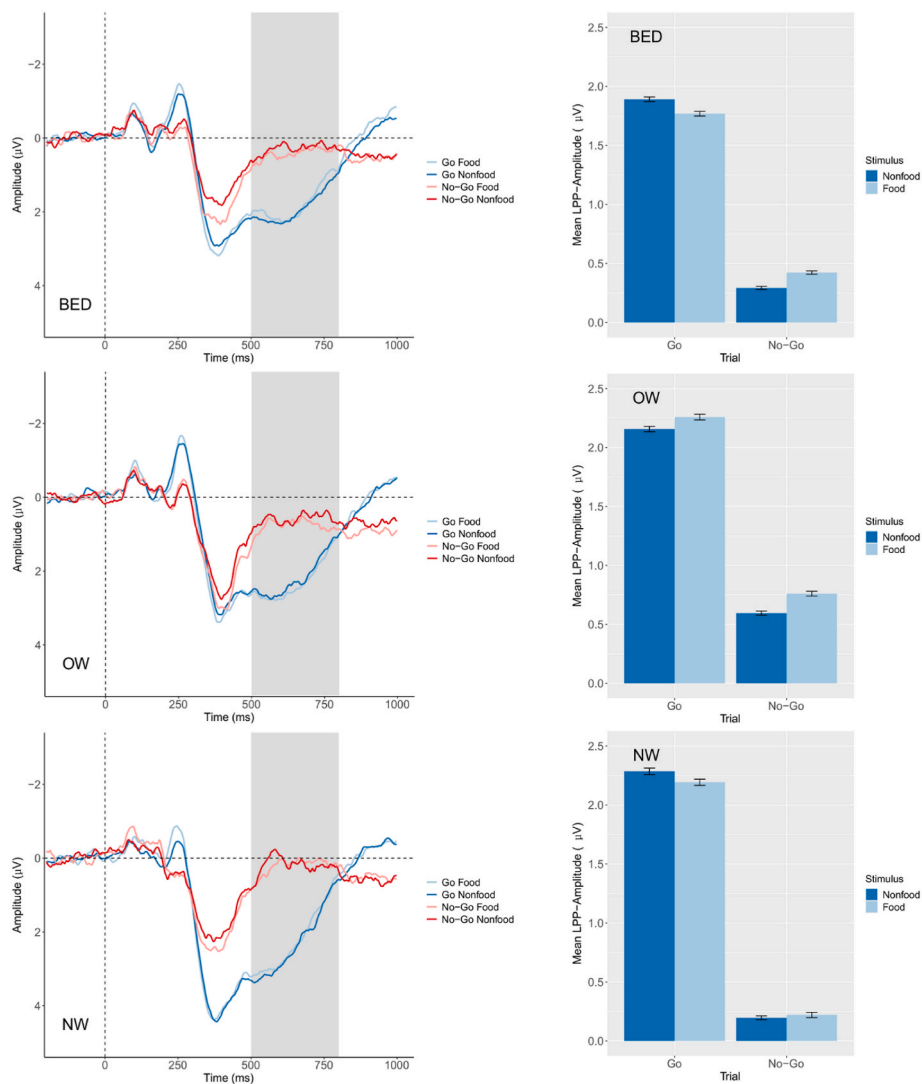 −2
0
2
4
Amplitude (μV)
BED
0
250
500
750
1000
Time (ms)
Go Food
Go Nonfood
No−Go Food
No−Go Nonfood
BED
2.5
2.0
1.5
1.0
0.5
0.0
Mean LPP−Amplitude ( μV)
Go
No−Go
Trial
Stimulus
Nonfood
Food
−2
0
2
4
Amplitude (μV)
OW
0
250
500
750
1000
Time (ms)
Go Food
Go Nonfood
No−Go Food
No−Go Nonfood
OW
2.5
2.0
1.5
1.0
0.5
0.0
Mean LPP−Amplitude ( μV)
Go
No−Go
Trial
Stimulus
Nonfood
Food
−2
0
2
4
Amplitude (μV)
NW
0
250
500
750
1000
Time (ms)
Go Food
Go Nonfood
No−Go Food
No−Go Nonfood
NW
2.5
2.0
1.5
1.0
0.5
0.0
Mean LPP−Amplitude ( μV)
Go
No−Go
Trial
Stimulus
Nonfood
Food